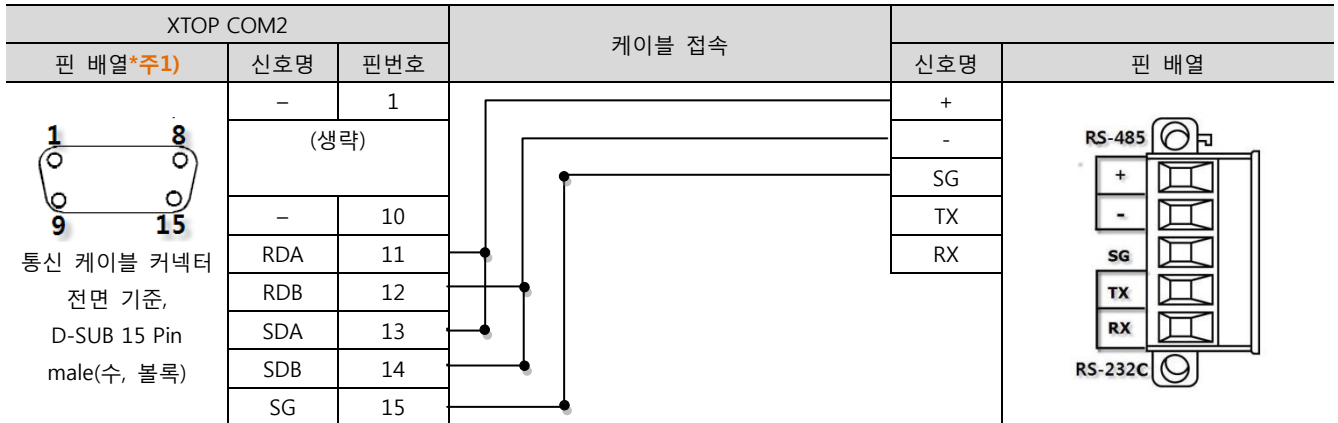 XTOP COM2
케이블 접속
핀 배열*주1)
신호명
핀번호
신호명
핀 배열
1 8
9 15
통신 케이블 커넥터
전면 기준,
D-SUB 15 Pin
male(수, 볼록)
– 1
(생략)
– 10
RDA 11
RDB 12
SDA 13
SDB 14
SG 15
+
-
SG
TX
RX
RS-485
+
-
SG
TX
RX
RS-232C